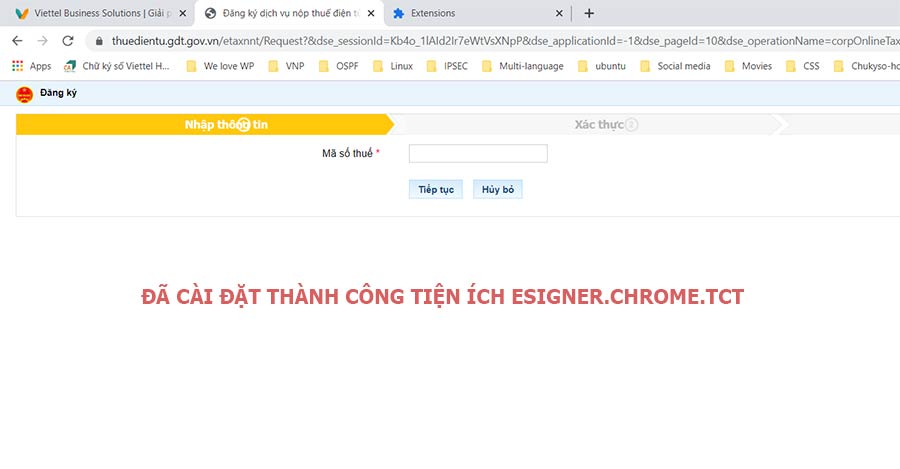 Viettel Business Solutions | Giải p
Đăng ký dịch vụ nộp thuế điện tử
Extensions
thuedientu.gdt.gov.vn/etaxnnt/Request?&dse_sessionId=Kb4o_1lAId2Ir7eWtVsXNpP&dse_applicationId=-1&dse_pageId=10&dse_operationName=corpOnlineTax
Apps Chữ ký số Viettel H... We love WP VNP OSPF Linux IPSEC Multi-language ubuntu Social media Movies CSS Chukyso-ho
Đăng ký
Nhập thông tin
Xác thực 2
Mã số thuế *
Tiếp tục Hủy bỏ
ĐÃ CÀI ĐẶT THÀNH CÔNG TIỆN ÍCH ESIGNER.CHROME.TCT